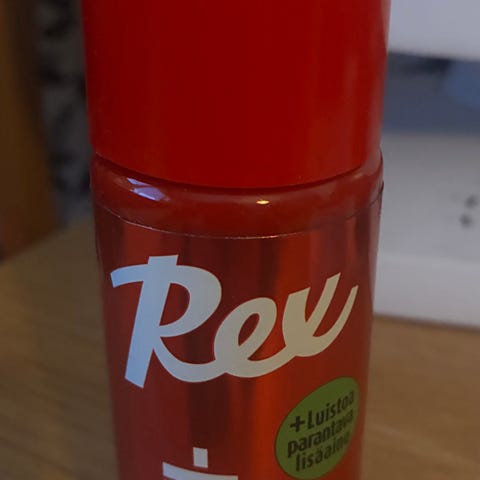 Rex
+Luistoa
parantava
lisäaine